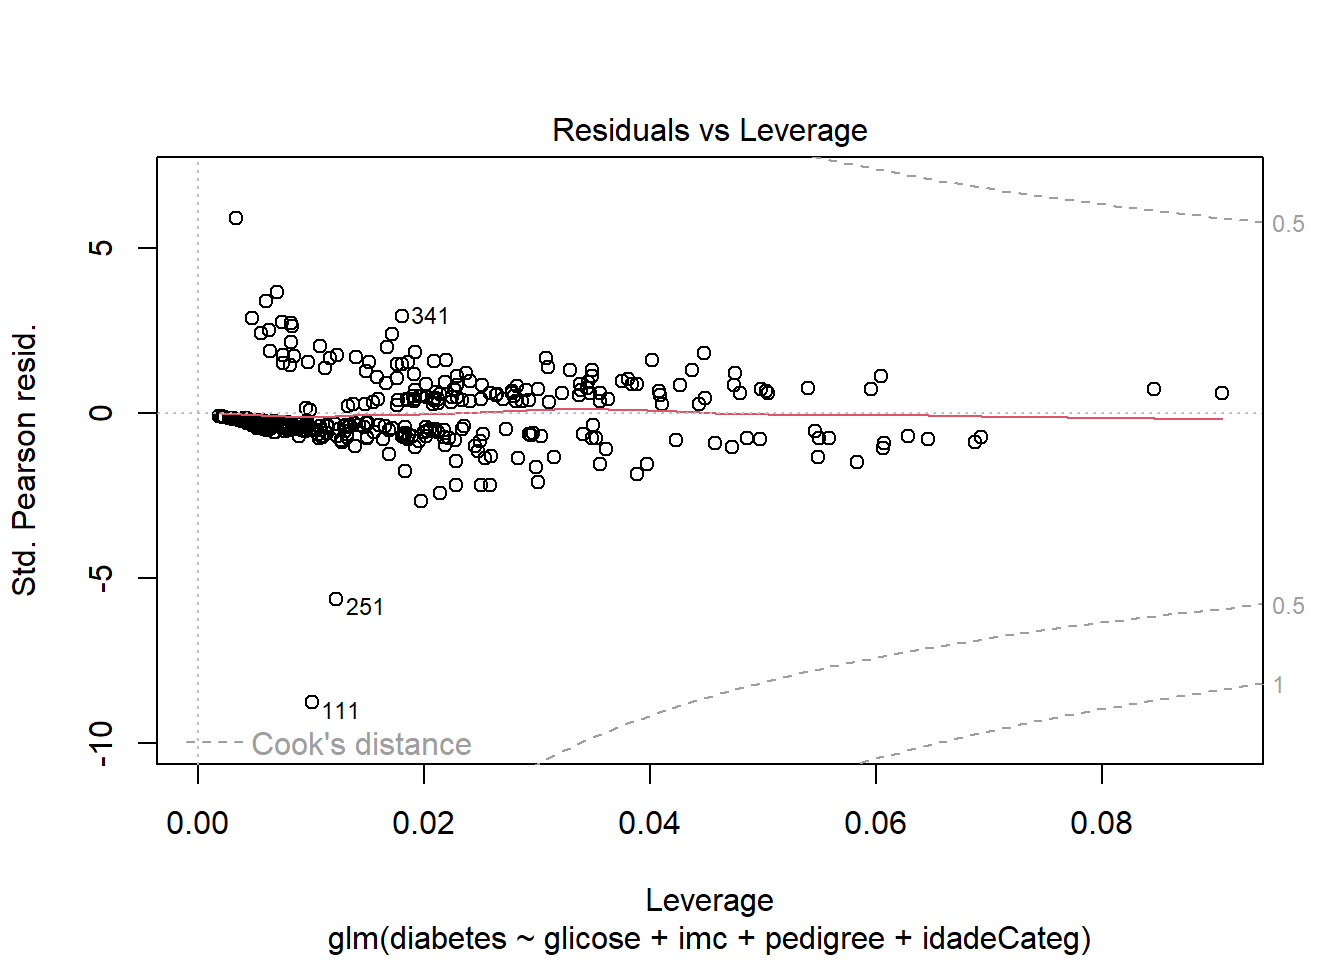 Residuals vs Leverage
Std. Pearson resid.
5
0
-5
-10
341
251
111
0.5
0.5
1
Cook's distance
0.00 0.02 0.04 0.06 0.08
Leverage
glm(diabetes ~ glicose + imc + pedigree + idadeCateg)